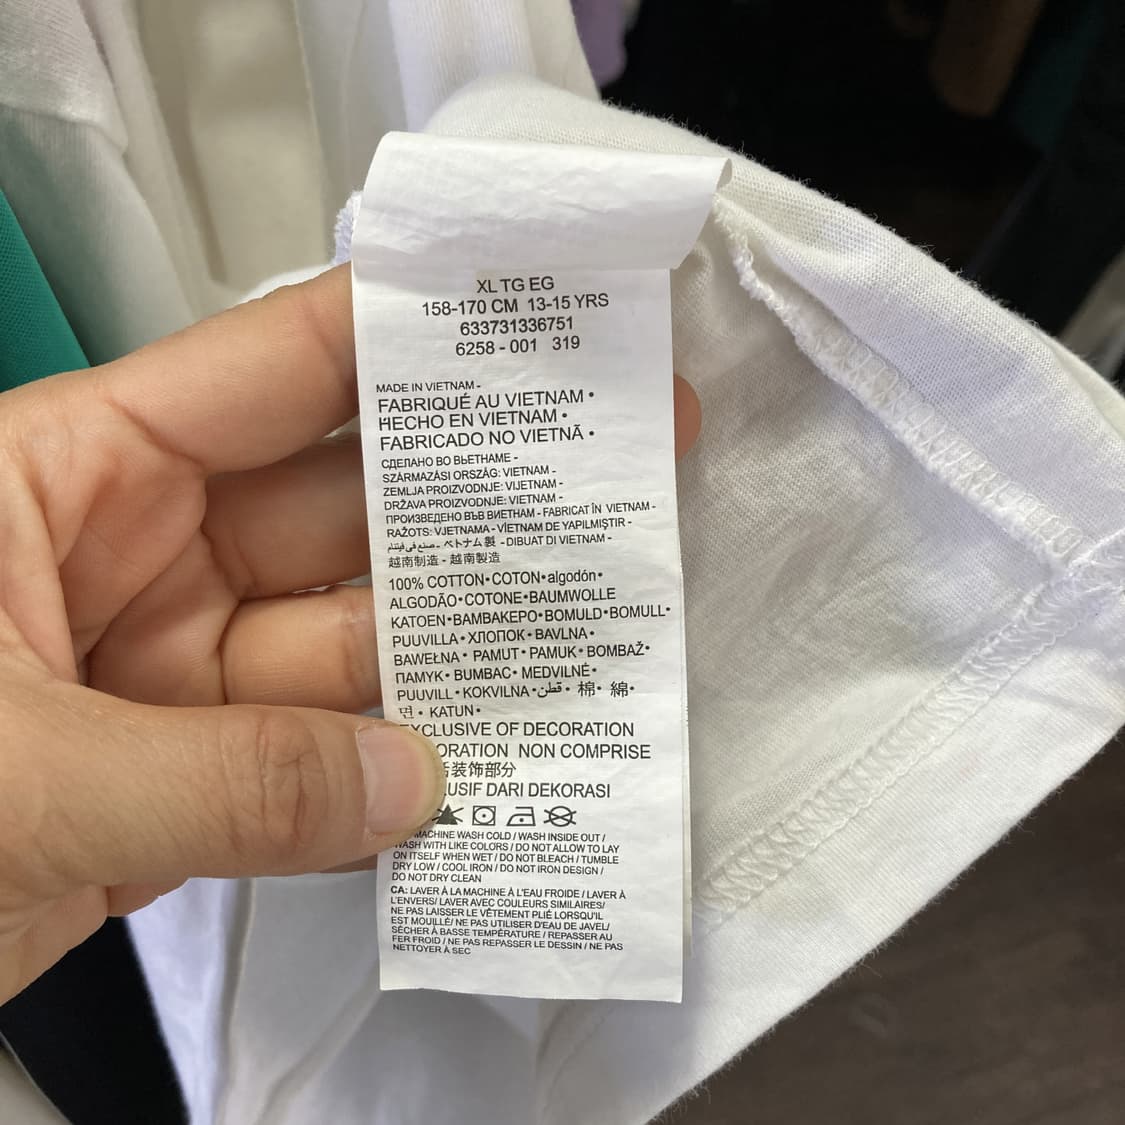 XL TG EG
158-170 CM 13-15 YRS
633731336751
6258 - 001 319
MADE IN VIETNAM -
FABRIQUÉ AU VIETNAM •
HECHO EN VIETNAM •
FABRICADO NO VIETNÃ •
СДЕЛАНО ВО ВЬЕТНАМЕ -
SZÁRMAZÁSI ORSZÁG: VIETNAM -
ZEMLJA PROIZVODNJE: VIJETNAM -
DRŽAVA PROIZVODNJE: VIETNAM -
ПРОИЗВЕДЕНО ВЪВ ВИЕТНАМ - FABRICAT ÎN VIETNAM -
RAŽOTS: VJETNAMA - VİETNAM DE YAPILMIŞTIR -
صنع في فيتنام - ベトナム製 - DIBUAT DI VIETNAM -
越南制造 - 越南製造
100% COTTON • COTON • algodón •
ALGODÃO • COTONE • BAUMWOLLE
KATOEN • BAMBAKEPO • BOMULD • BOMULL •
PUUVILLA • ХЛОПОК • BAVLNA •
BAWEŁNA • PAMUT • PAMUK • BOMBAŽ •
ПАМУК • BUMBAC • MEDVILNĖ •
PUUVILL • KOKVILNA • قطن • 棉 • 綿 •
면 • KATUN •
EXCLUSIVE OF DECORATION
ORATION NON COMPRISE
括装饰部分
LUSIF DARI DEKORASI
MACHINE WASH COLD / WASH INSIDE OUT /
WASH WITH LIKE COLORS / DO NOT ALLOW TO LAY
ON ITSELF WHEN WET / DO NOT BLEACH / TUMBLE
DRY LOW / COOL IRON / DO NOT IRON DESIGN /
DO NOT DRY CLEAN
CA: LAVER À LA MACHINE À L'EAU FROIDE / LAVER À
L'ENVERS/ LAVER AVEC COULEURS SIMILAIRES/
NE PAS LAISSER LE VÊTEMENT PLIÉ LORSQU'IL
EST MOUILLÉ/ NE PAS UTILISER D'EAU DE JAVEL/
SÉCHER À BASSE TEMPÉRATURE / REPASSER AU
FER FROID / NE PAS REPASSER LE DESSIN / NE PAS
NETTOYER À SEC